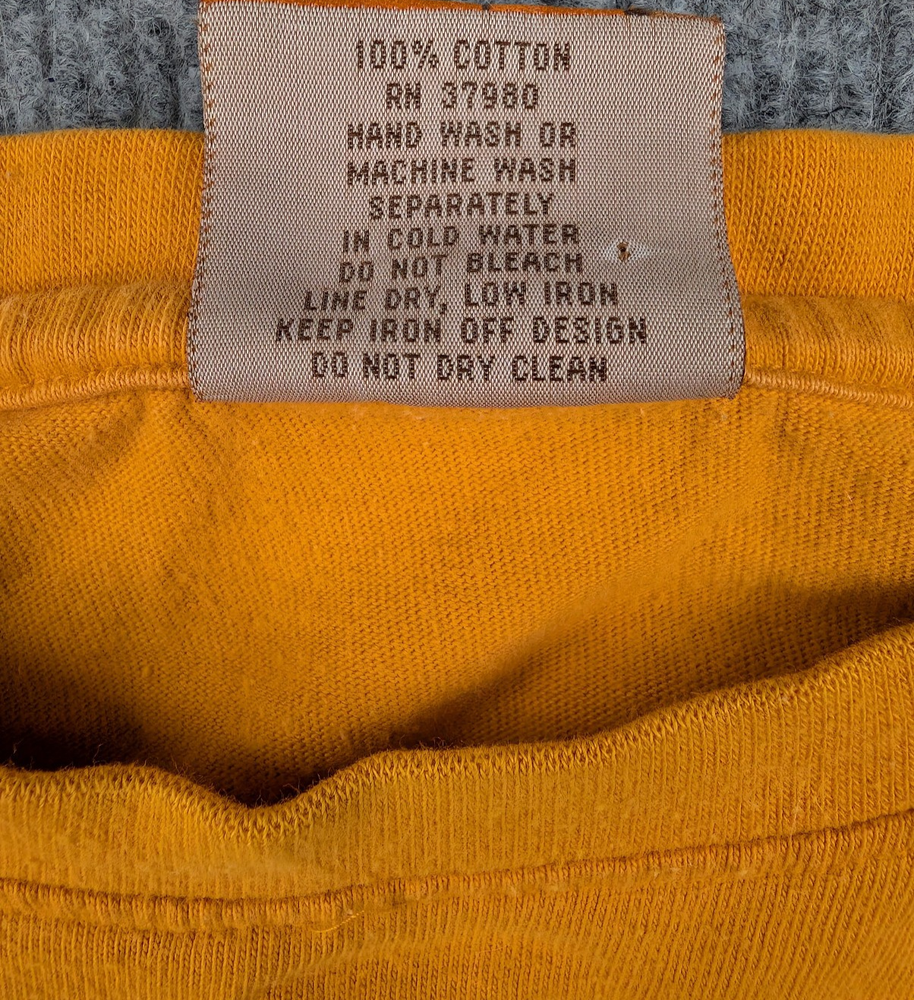 100% COTTON
RN 37980
HAND WASH OR
MACHINE WASH
SEPARATELY
IN COLD WATER
DO NOT BLEACH
LINE DRY, LOW IRON
KEEP IRON OFF DESIGN
DO NOT DRY CLEAN